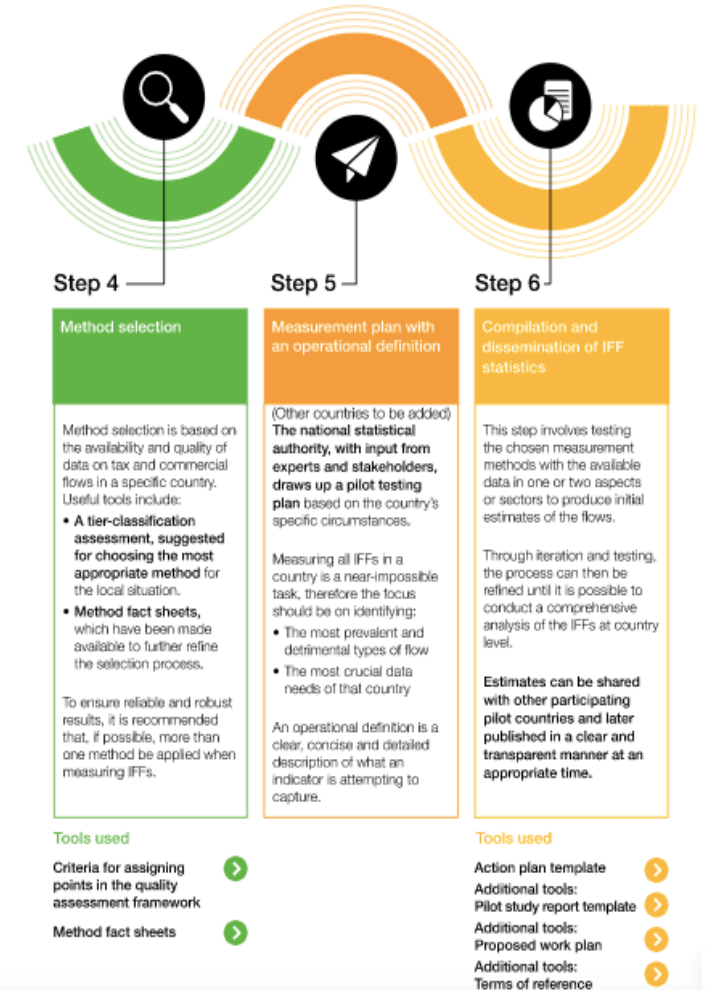 Step 4
Step 5
Step 6
Method selection
Method selection is based on
the availability and quality of
data on tax and commercial
flows in a specific country.
Useful tools include:
• A tier-classification
assessment, suggested
for choosing the most
appropriate method for
the local situation.
• Method fact sheets,
which have been made
available to further refine
the selection process.
To ensure reliable and robust
results, it is recommended
that, if possible, more than
one method be applied when
measuring IFFs.
Tools used
Criteria for assigning
points in the quality
assessment framework
Method fact sheets
Measurement plan with
an operational definition
(Other countries to be added)
The national statistical
authority, with input from
experts and stakeholders,
draws up a pilot testing
plan based on the country's
specific circumstances.
Measuring all IFFs in a
country is a near-impossible
task, therefore the focus
should be on identifying:
• The most prevalent and
detrimental types of flow
• The most crucial data
needs of that country
An operational definition is a
clear, concise and detailed
description of what an
indicator is attempting to
capture.
Compilation and
dissemination of IFF
statistics
This step involves testing
the chosen measurement
methods with the available
data in one or two aspects
or sectors to produce initial
estimates of the flows.
Through iteration and testing,
the process can then be
refined until it is possible to
conduct a comprehensive
analysis of the IFFs at country
level.
Estimates can be shared
with other participating
pilot countries and later
published in a clear and
transparent manner at an
appropriate time.
Tools used
Action plan template
Additional tools:
Pilot study report template
Additional tools:
Proposed work plan
Additional tools:
Terms of reference